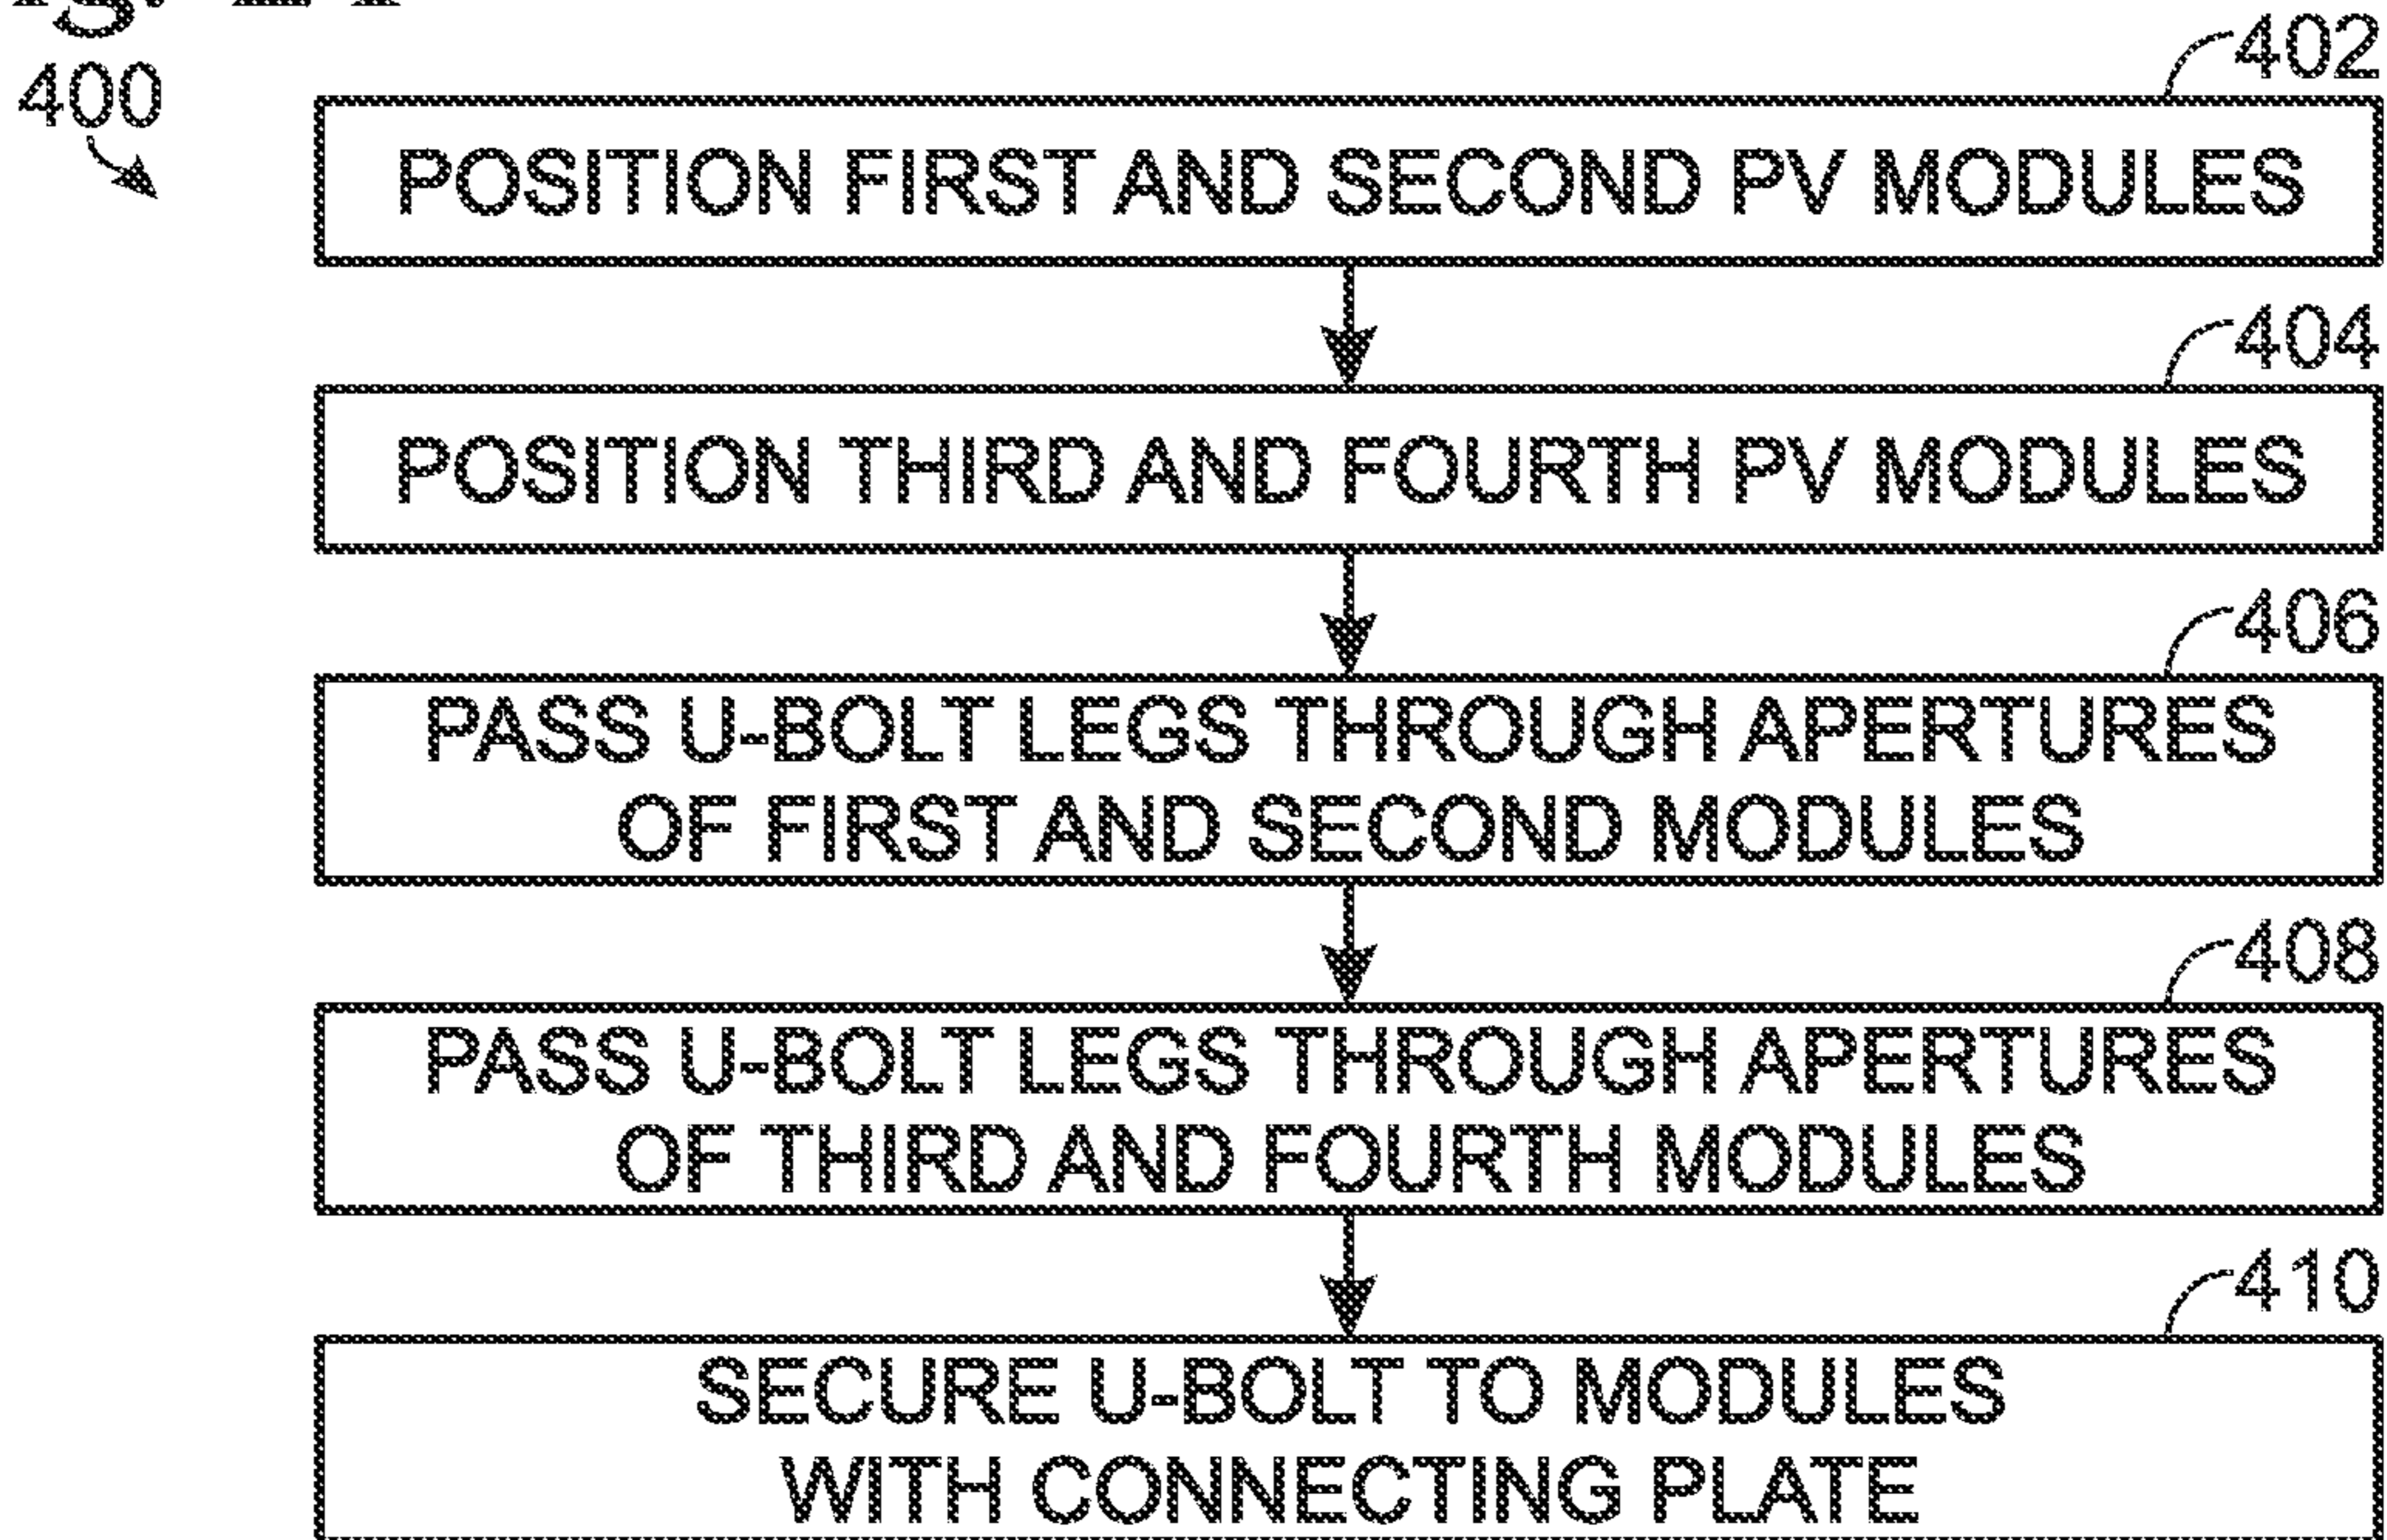 400
402
POSITION FIRST AND SECOND PV MODULES
404
POSITION THIRD AND FOURTH PV MODULES
406
PASS U-BOLT LEGS THROUGH APERTURES
OF FIRST AND SECOND MODULES
408
PASS U-BOLT LEGS THROUGH APERTURES
OF THIRD AND FOURTH MODULES
410
SECURE U-BOLT TO MODULES
WITH CONNECTING PLATE